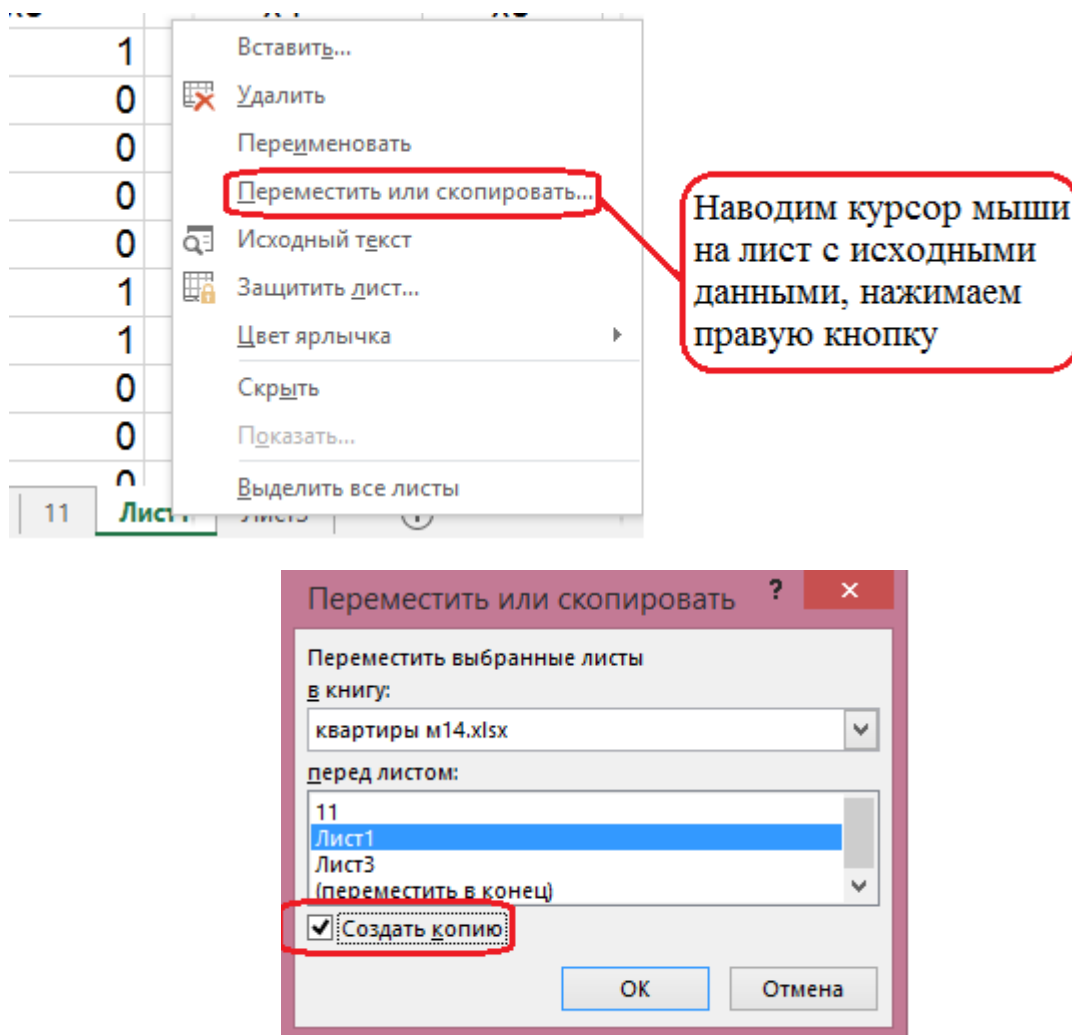 1
Вставить...
0
Удалить
0
Переименовать
0
Переместить или скопировать...
0
Исходный текст
1
Защитить лист...
1
Цвет ярлычка
0
Скрыть
0
Показать...
0
Выделить все листы
11
Наводим курсор мыши
на лист с исходными
данными, нажимаем
правую кнопку
Переместить или скопировать ? ×
Переместить выбранные листы
в книгу:
квартиры м14.xlsx
перед листом:
11
Лист1
Лист3
(переместить в конец)
Создать копию
ОК Отмена